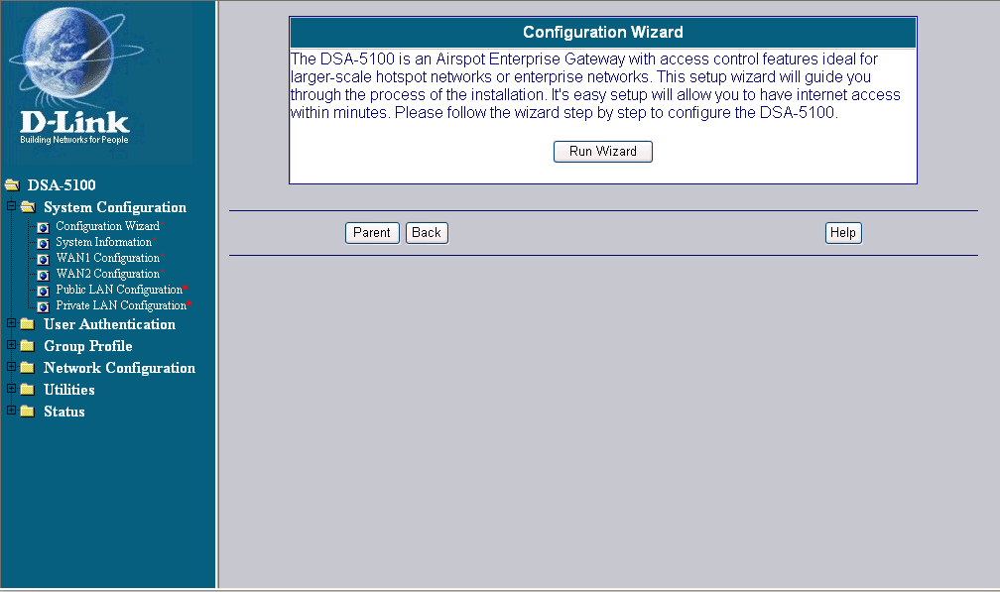 D-Link
Building Networks for People
DSA-5100
System Configuration
Configuration Wizard
System Information
WAN1 Configuration
WAN2 Configuration
Public LAN Configuration
Private LAN Configuration
User Authentication
Group Profile
Network Configuration
Utilities
Status
Configuration Wizard
The DSA-5100 is an Airspot Enterprise Gateway with access control features ideal for
larger-scale hotspot networks or enterprise networks. This setup wizard will guide you
through the process of the installation. It's easy setup will allow you to have internet access
within minutes. Please follow the wizard step by step to configure the DSA-5100.
Run Wizard
Parent Back Help